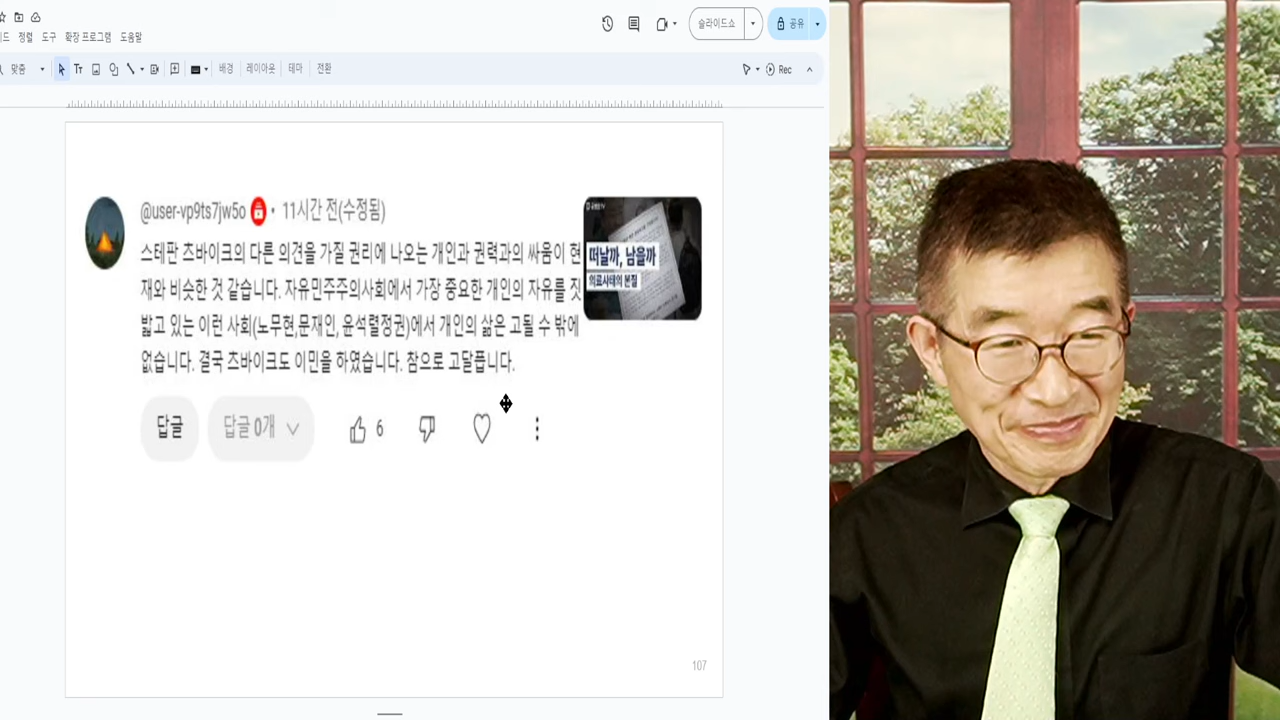 드 정렬 도구 확장 프로그램 도움말
슬라이드쇼
공유
맞춤
배경 레이아웃 테마 전환
Rec
@user-vp9ts7jw5o · 11시간 전(수정됨)
스테판 츠바이크의 다른 의견을 가질 권리에 나오는 개인과 권력과의 싸움이 현
재와 비슷한 것 같습니다. 자유민주주의사회에서 가장 중요한 개인의 자유를 짓
밟고 있는 이런 사회(노무현,문재인, 윤석렬정권)에서 개인의 삶은 고될 수 밖에
없습니다. 결국 츠바이크도 이민을 하였습니다. 참으로 고달픕니다.
떠날까, 남을까
의료사태의 본질
답글
답글 0개
6
107